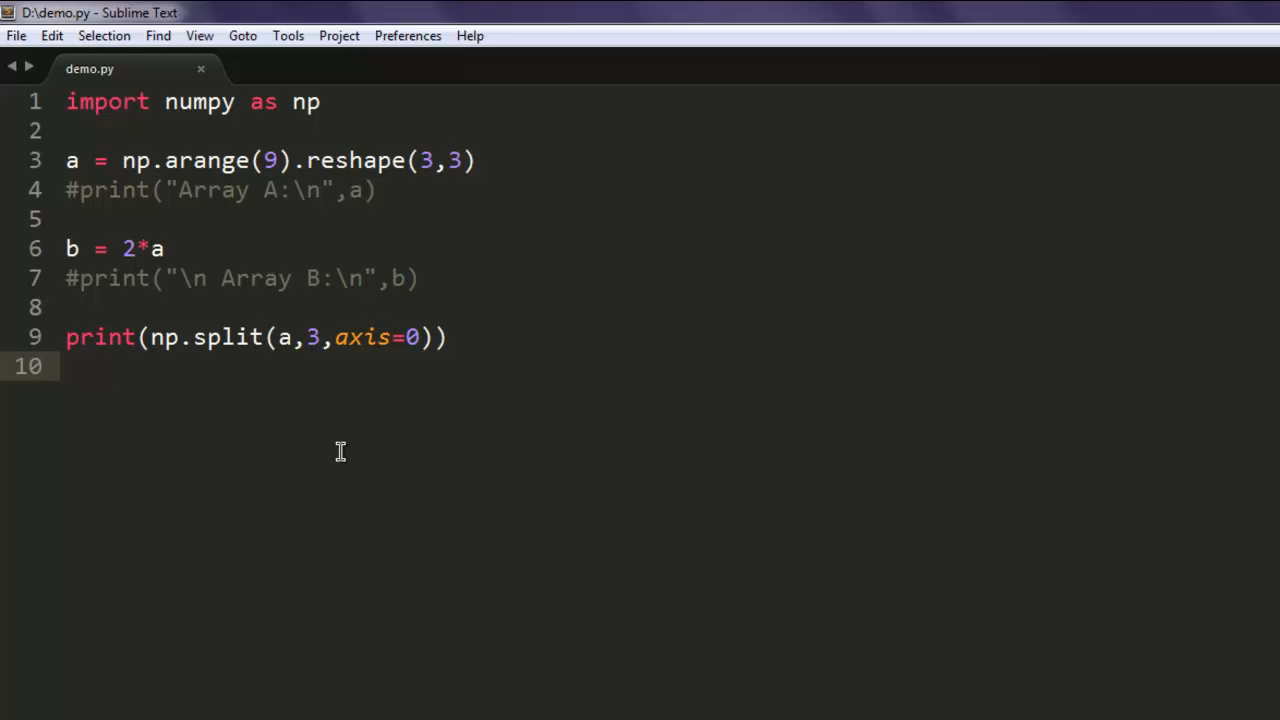 D:\demo.py - Sublime Text
File Edit Selection Find View Goto Tools Project Preferences Help
demo.py ×
1 import numpy as np
2
3 a = np.arange(9).reshape(3,3)
4 #print("Array A:\n",a)
5
6 b = 2*a
7 #print("\n Array B:\n",b)
8
9 print(np.split(a,3,axis=0))
10